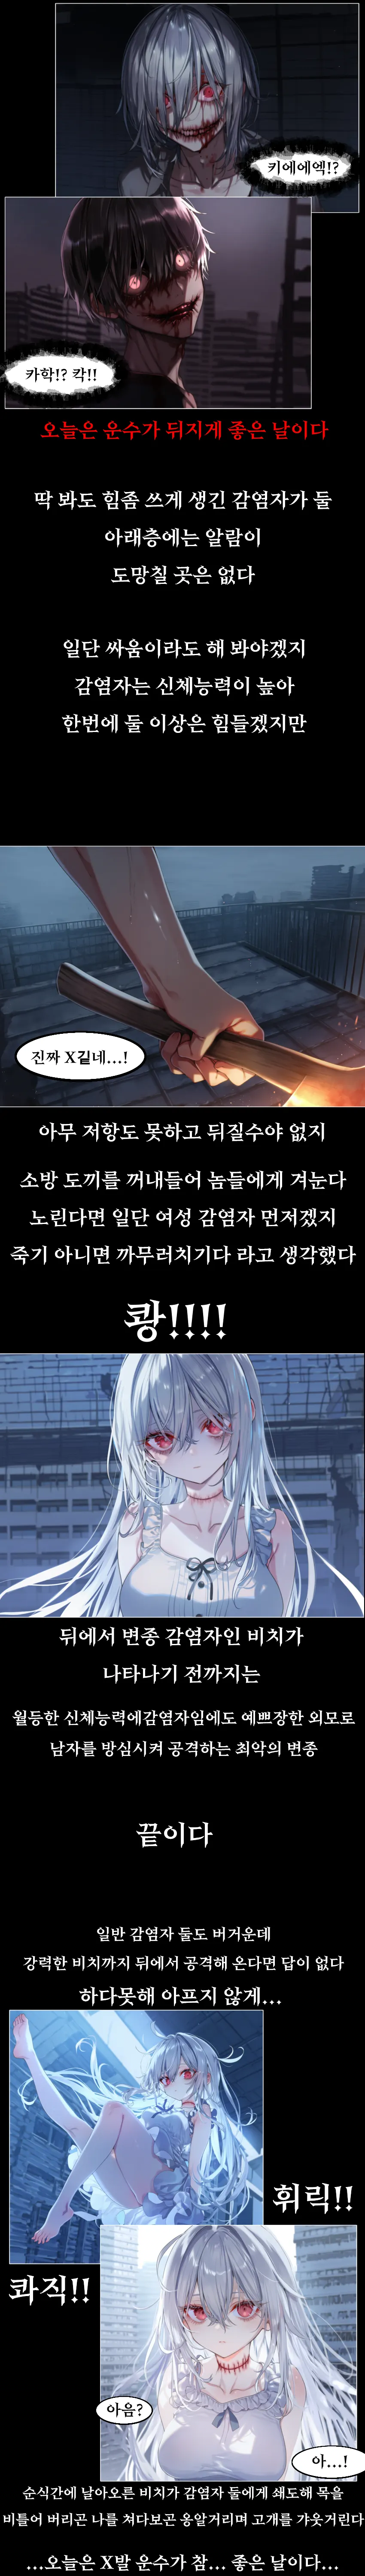 키에에엑!?
카학!? 칵!!
오늘은 운수가 뒤지게 좋은 날이다
딱 봐도 힘좀 쓰게 생긴 감염자가 둘
아래층에는 알람이
도망칠 곳은 없다
일단 싸움이라도 해 봐야겠지
감염자는 신체능력이 높아
한번에 둘 이상은 힘들겠지만
진짜 X긷네...!
아무 저항도 못하고 뒤질수야 없지
소방 도끼를 꺼내들어 놈들에게 겨눈다
노린다면 일단 여성 감염자 먼저겠지
죽기 아니면 까무러치기다 라고 생각했다
쾅!!!!
뒤에서 변종 감염자인 비치가
나타나기 전까지는
월등한 신체능력에감염자임에도 예쁘장한 외모로
남자를 방심시켜 공격하는 최악의 변종
끝이다
일반 감염자 둘도 버거운데
강력한 비치까지 뒤에서 공격해 온다면 답이 없다
하다못해 아프지 않게...
휘릭!!
콰직!!
아음?
아...!
순식간에 날아오른 비치가 감염자 둘에게 쇄도해 목을
비틀어 버리곤 나를 쳐다보곤 옹알거리며 고개를 갸웃거린다
...오늘은 X발 운수가 참... 좋은 날이다...